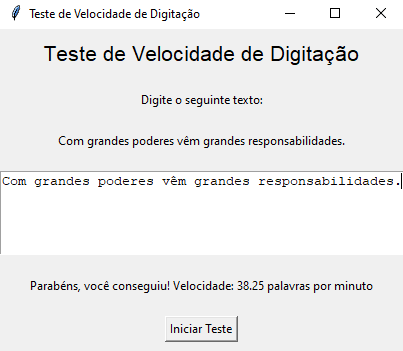 Teste de Velocidade de Digitação
Teste de Velocidade de Digitação
Digite o seguinte texto:
Com grandes poderes vêm grandes responsabilidades.
Com grandes poderes vêm grandes responsabilidades.
Parabéns, você conseguiu! Velocidade: 38.25 palavras por minuto
Iniciar Teste